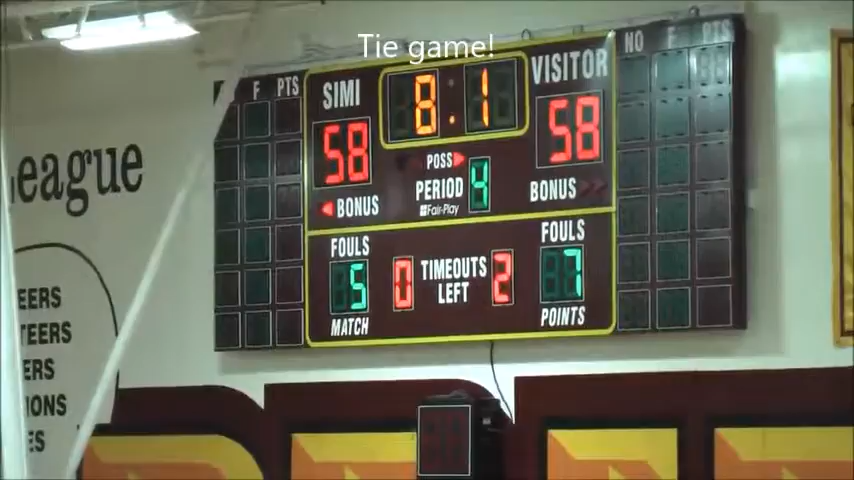 Tie game!
F PTS
SIMI
8.1
VISITOR
NO F PTS
58
POSS
58
BONUS
PERIOD 4
BONUS
Fair-Play
FOULS
FOULS
5
0
TIMEOUTS LEFT
2
7
MATCH
POINTS
eague
EERS
TEERS
ERS
ONS
ES